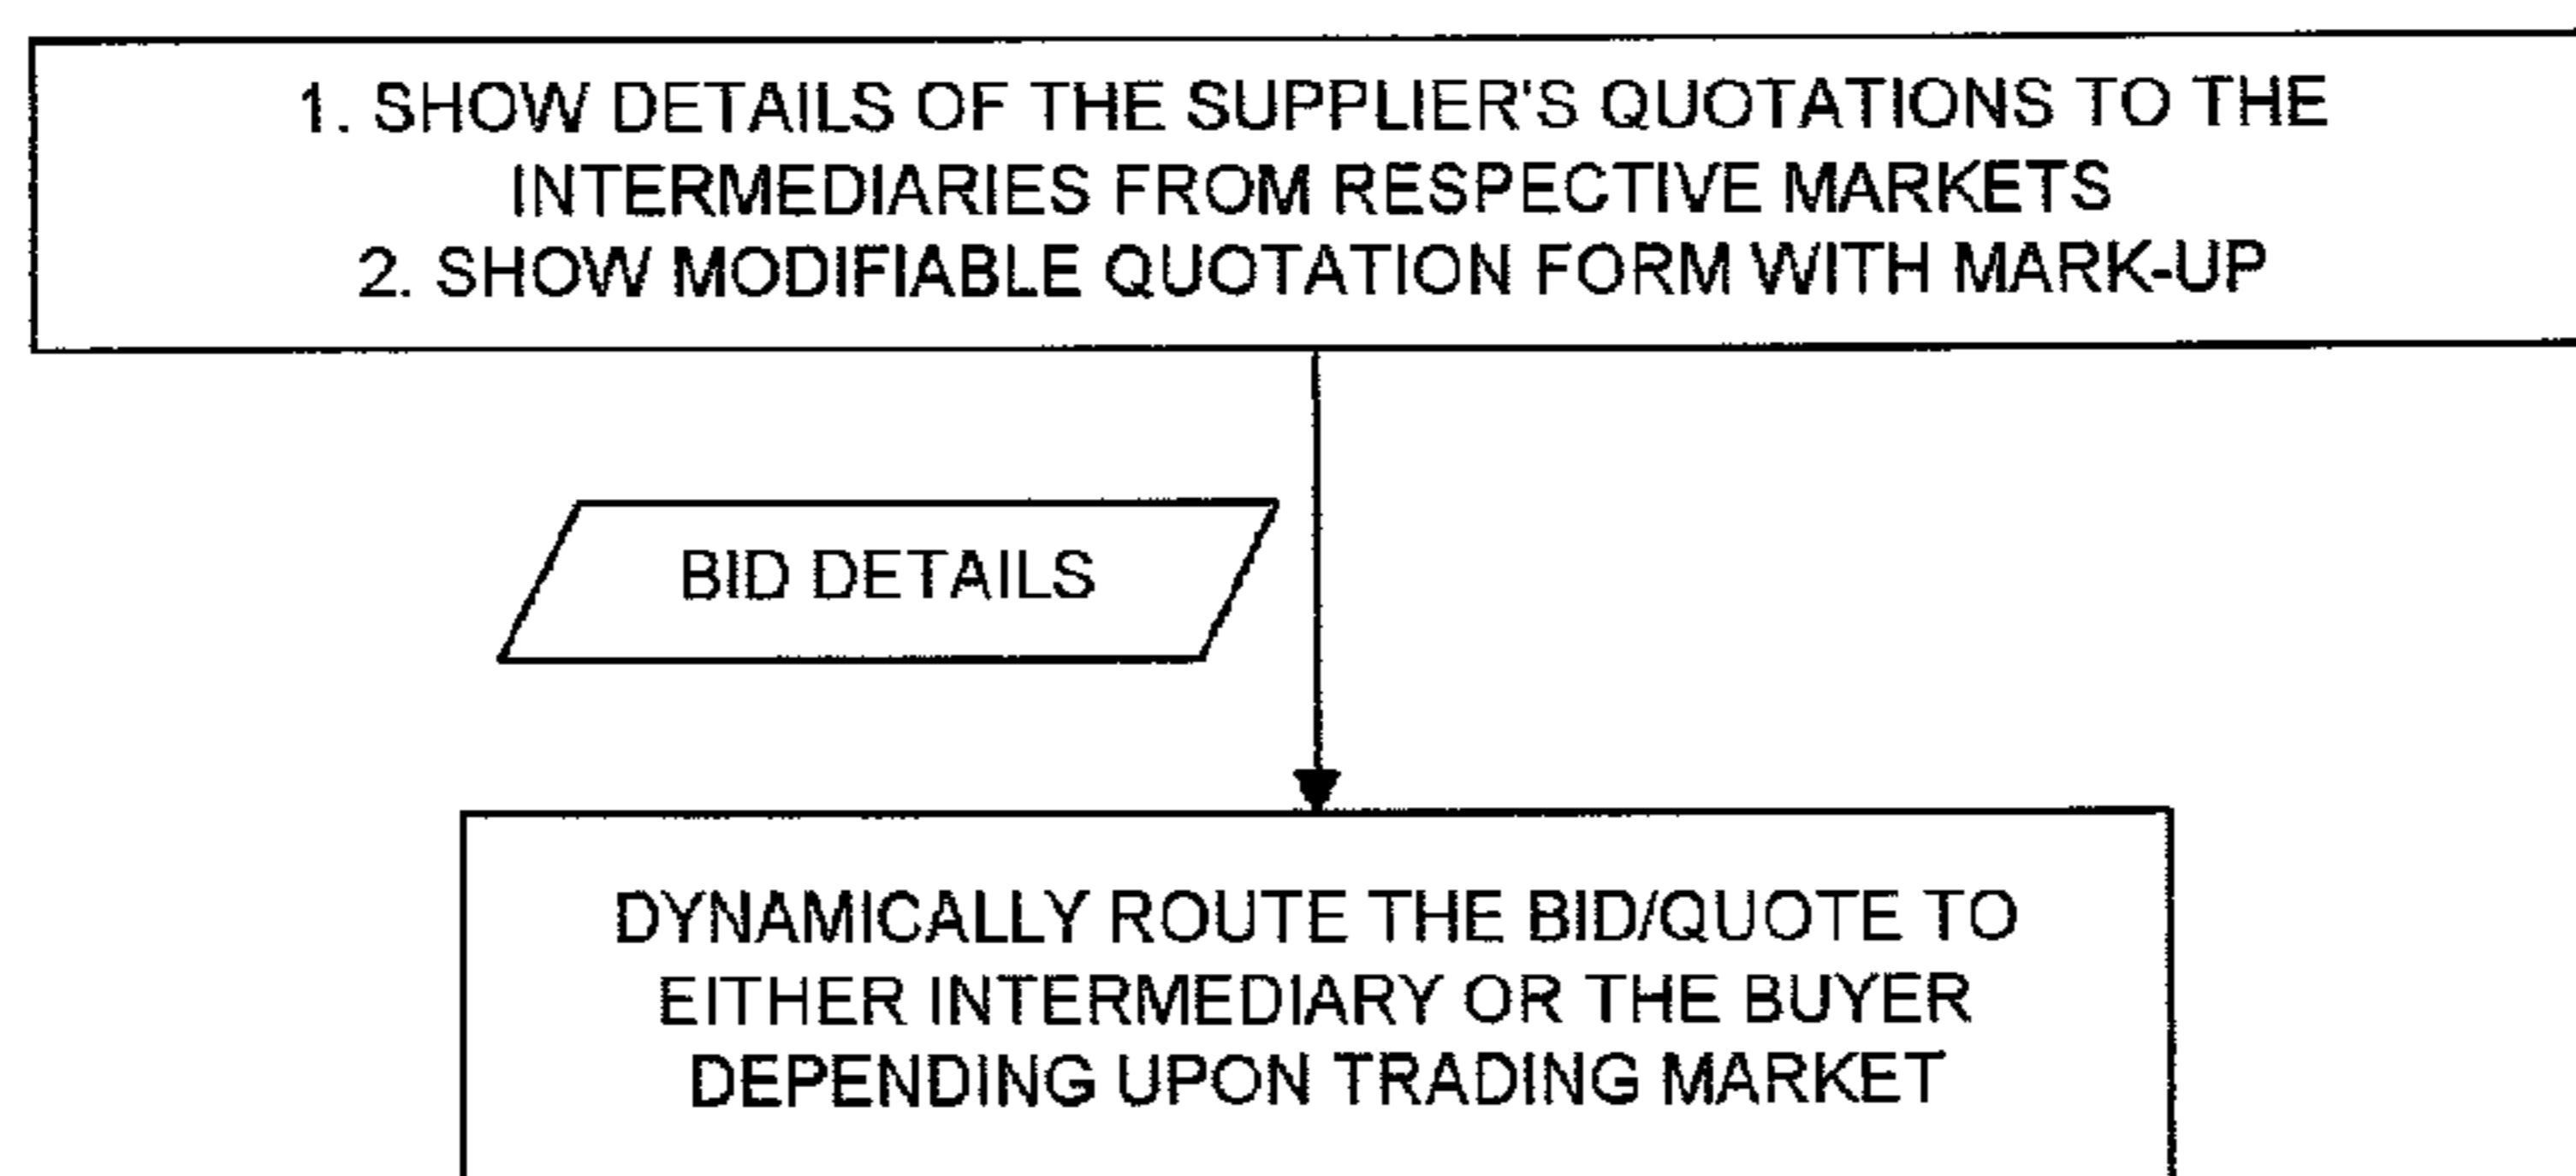 1. SHOW DETAILS OF THE SUPPLIER'S QUOTATIONS TO THE
INTERMEDIARIES FROM RESPECTIVE MARKETS
2. SHOW MODIFIABLE QUOTATION FORM WITH MARK-UP
BID DETAILS
DYNAMICALLY ROUTE THE BID/QUOTE TO
EITHER INTERMEDIARY OR THE BUYER
DEPENDING UPON TRADING MARKET